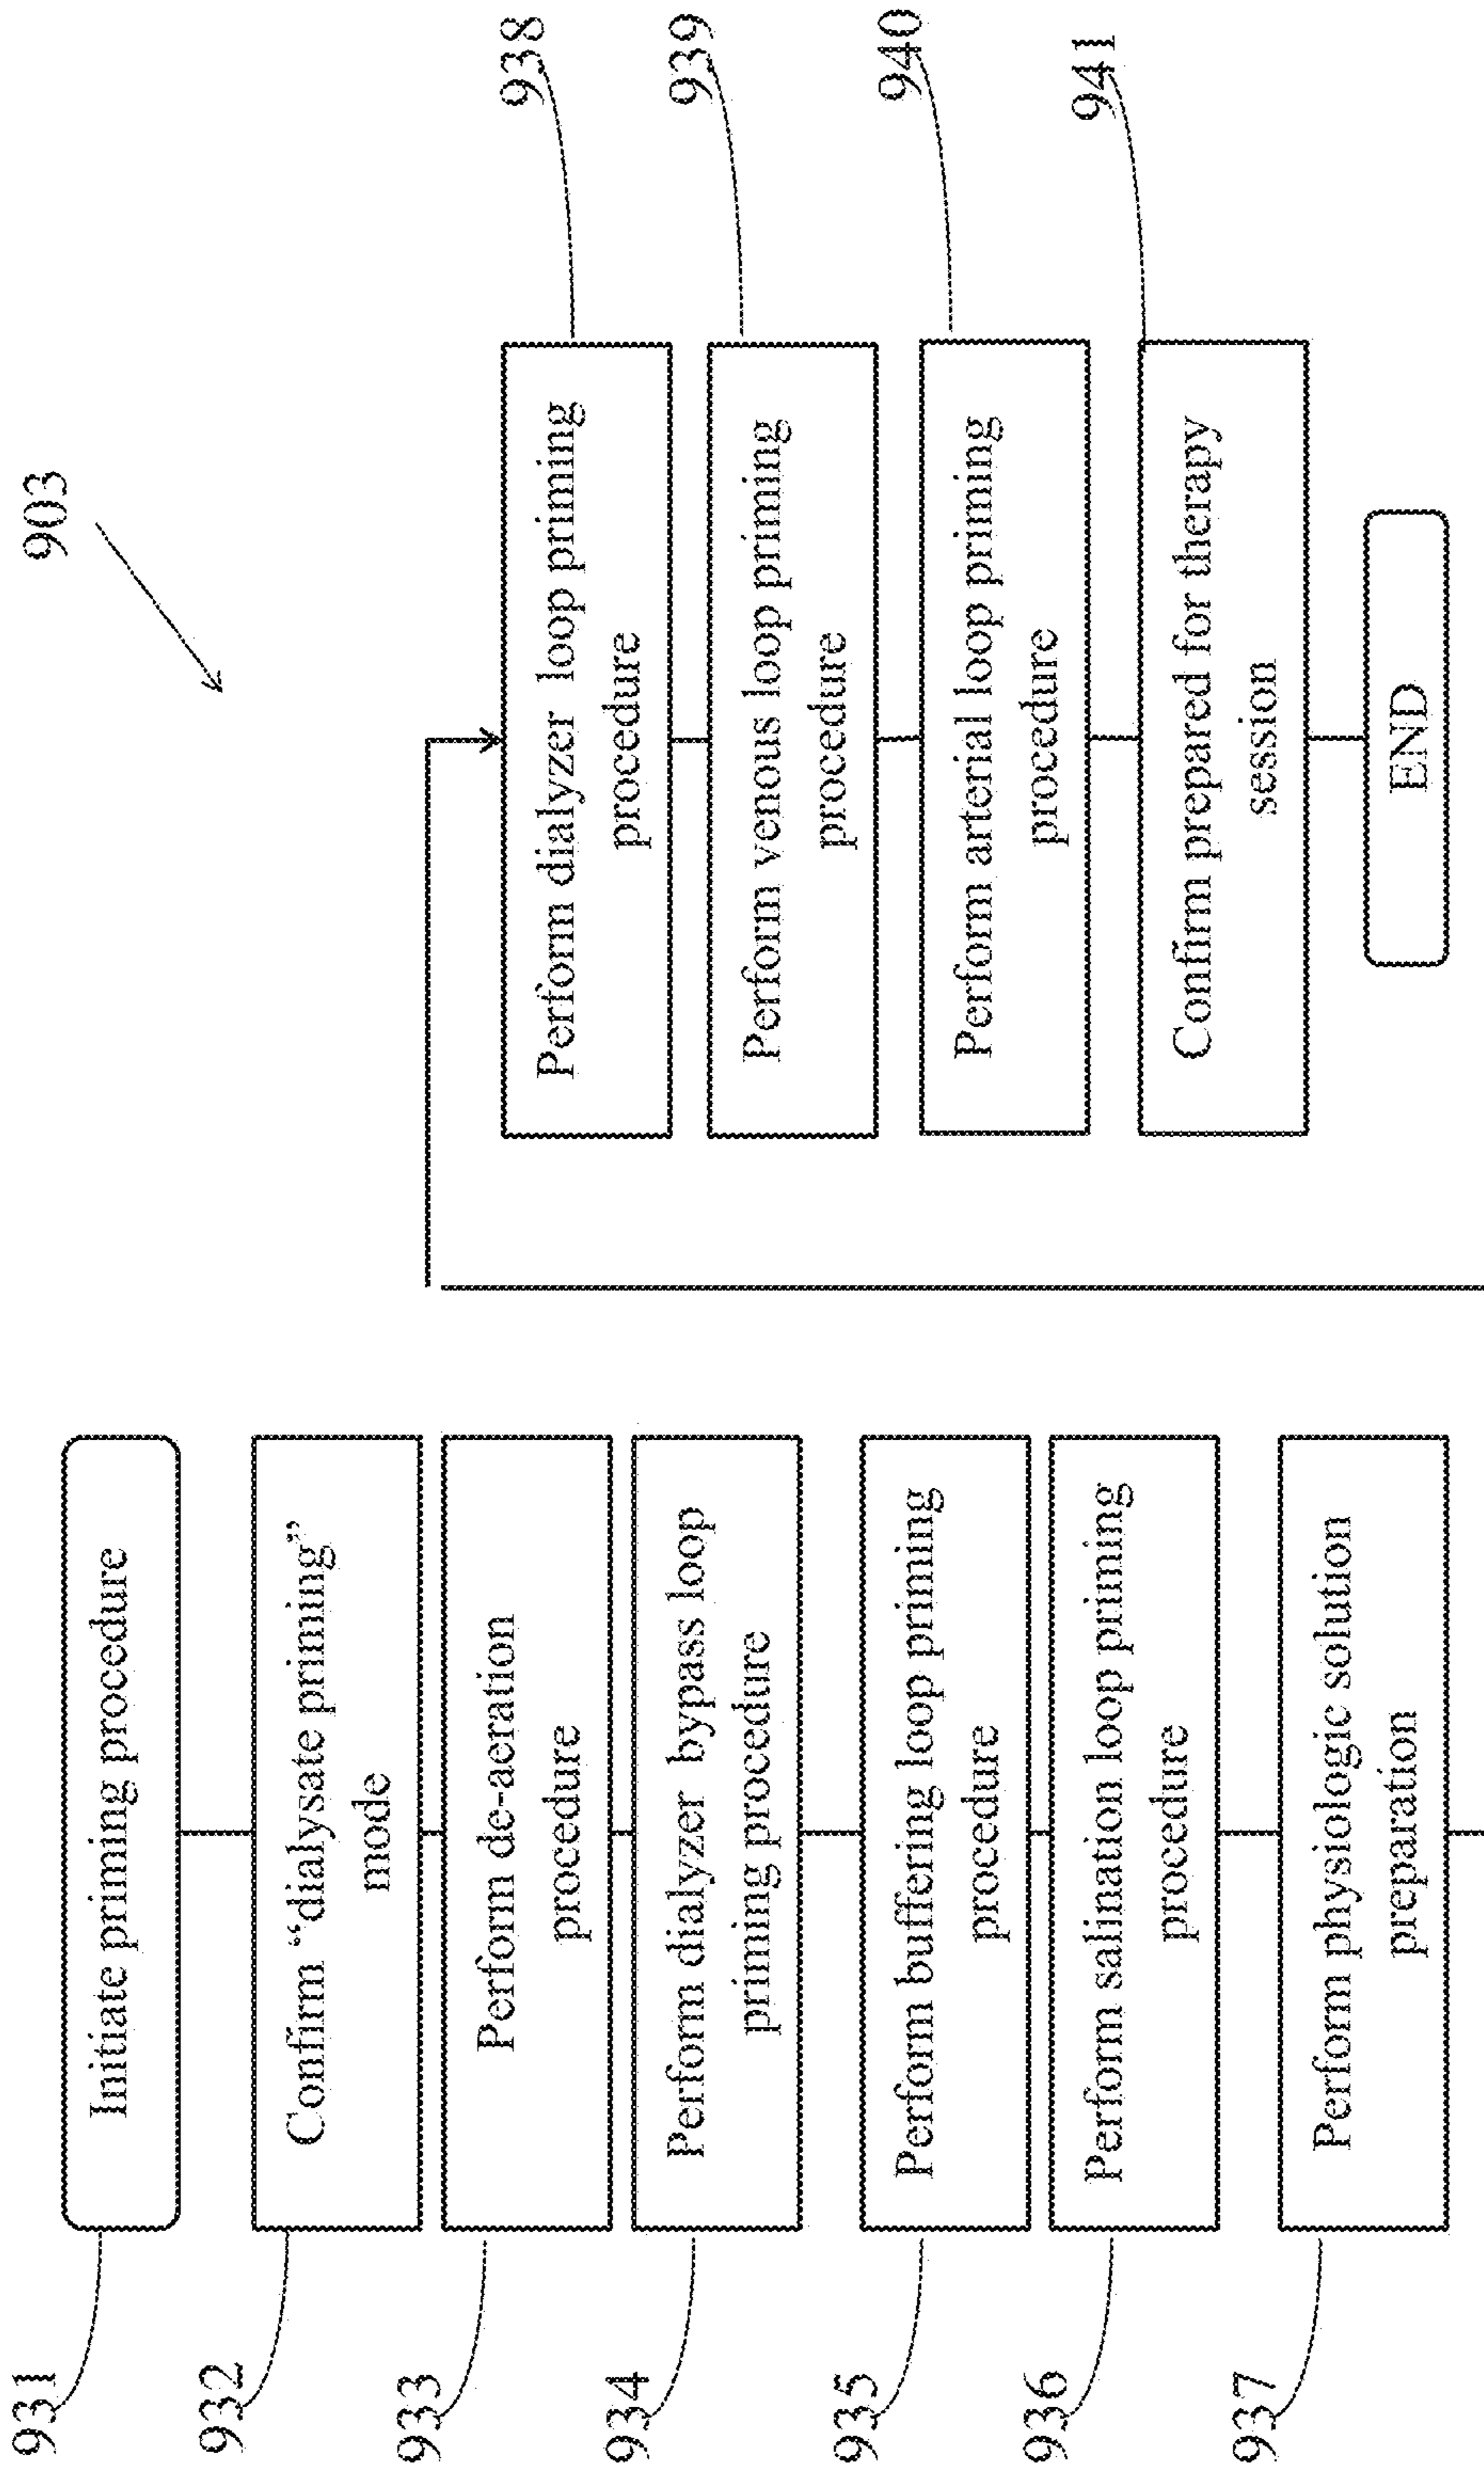 903
931
Initiate priming procedure
932
Confirm “dialysate priming”
mode
933
Perform de-aeration
procedure
934
Perform dialyzer bypass loop
priming procedure
935
Perform buffering loop priming
procedure
936
Perform salination loop priming
procedure
937
Perform physiologic solution
preparation
938
Perform dialyzer loop priming
procedure
939
Perform venous loop priming
procedure
940
Perform arterial loop priming
procedure
941
Confirm prepared for therapy
session
END